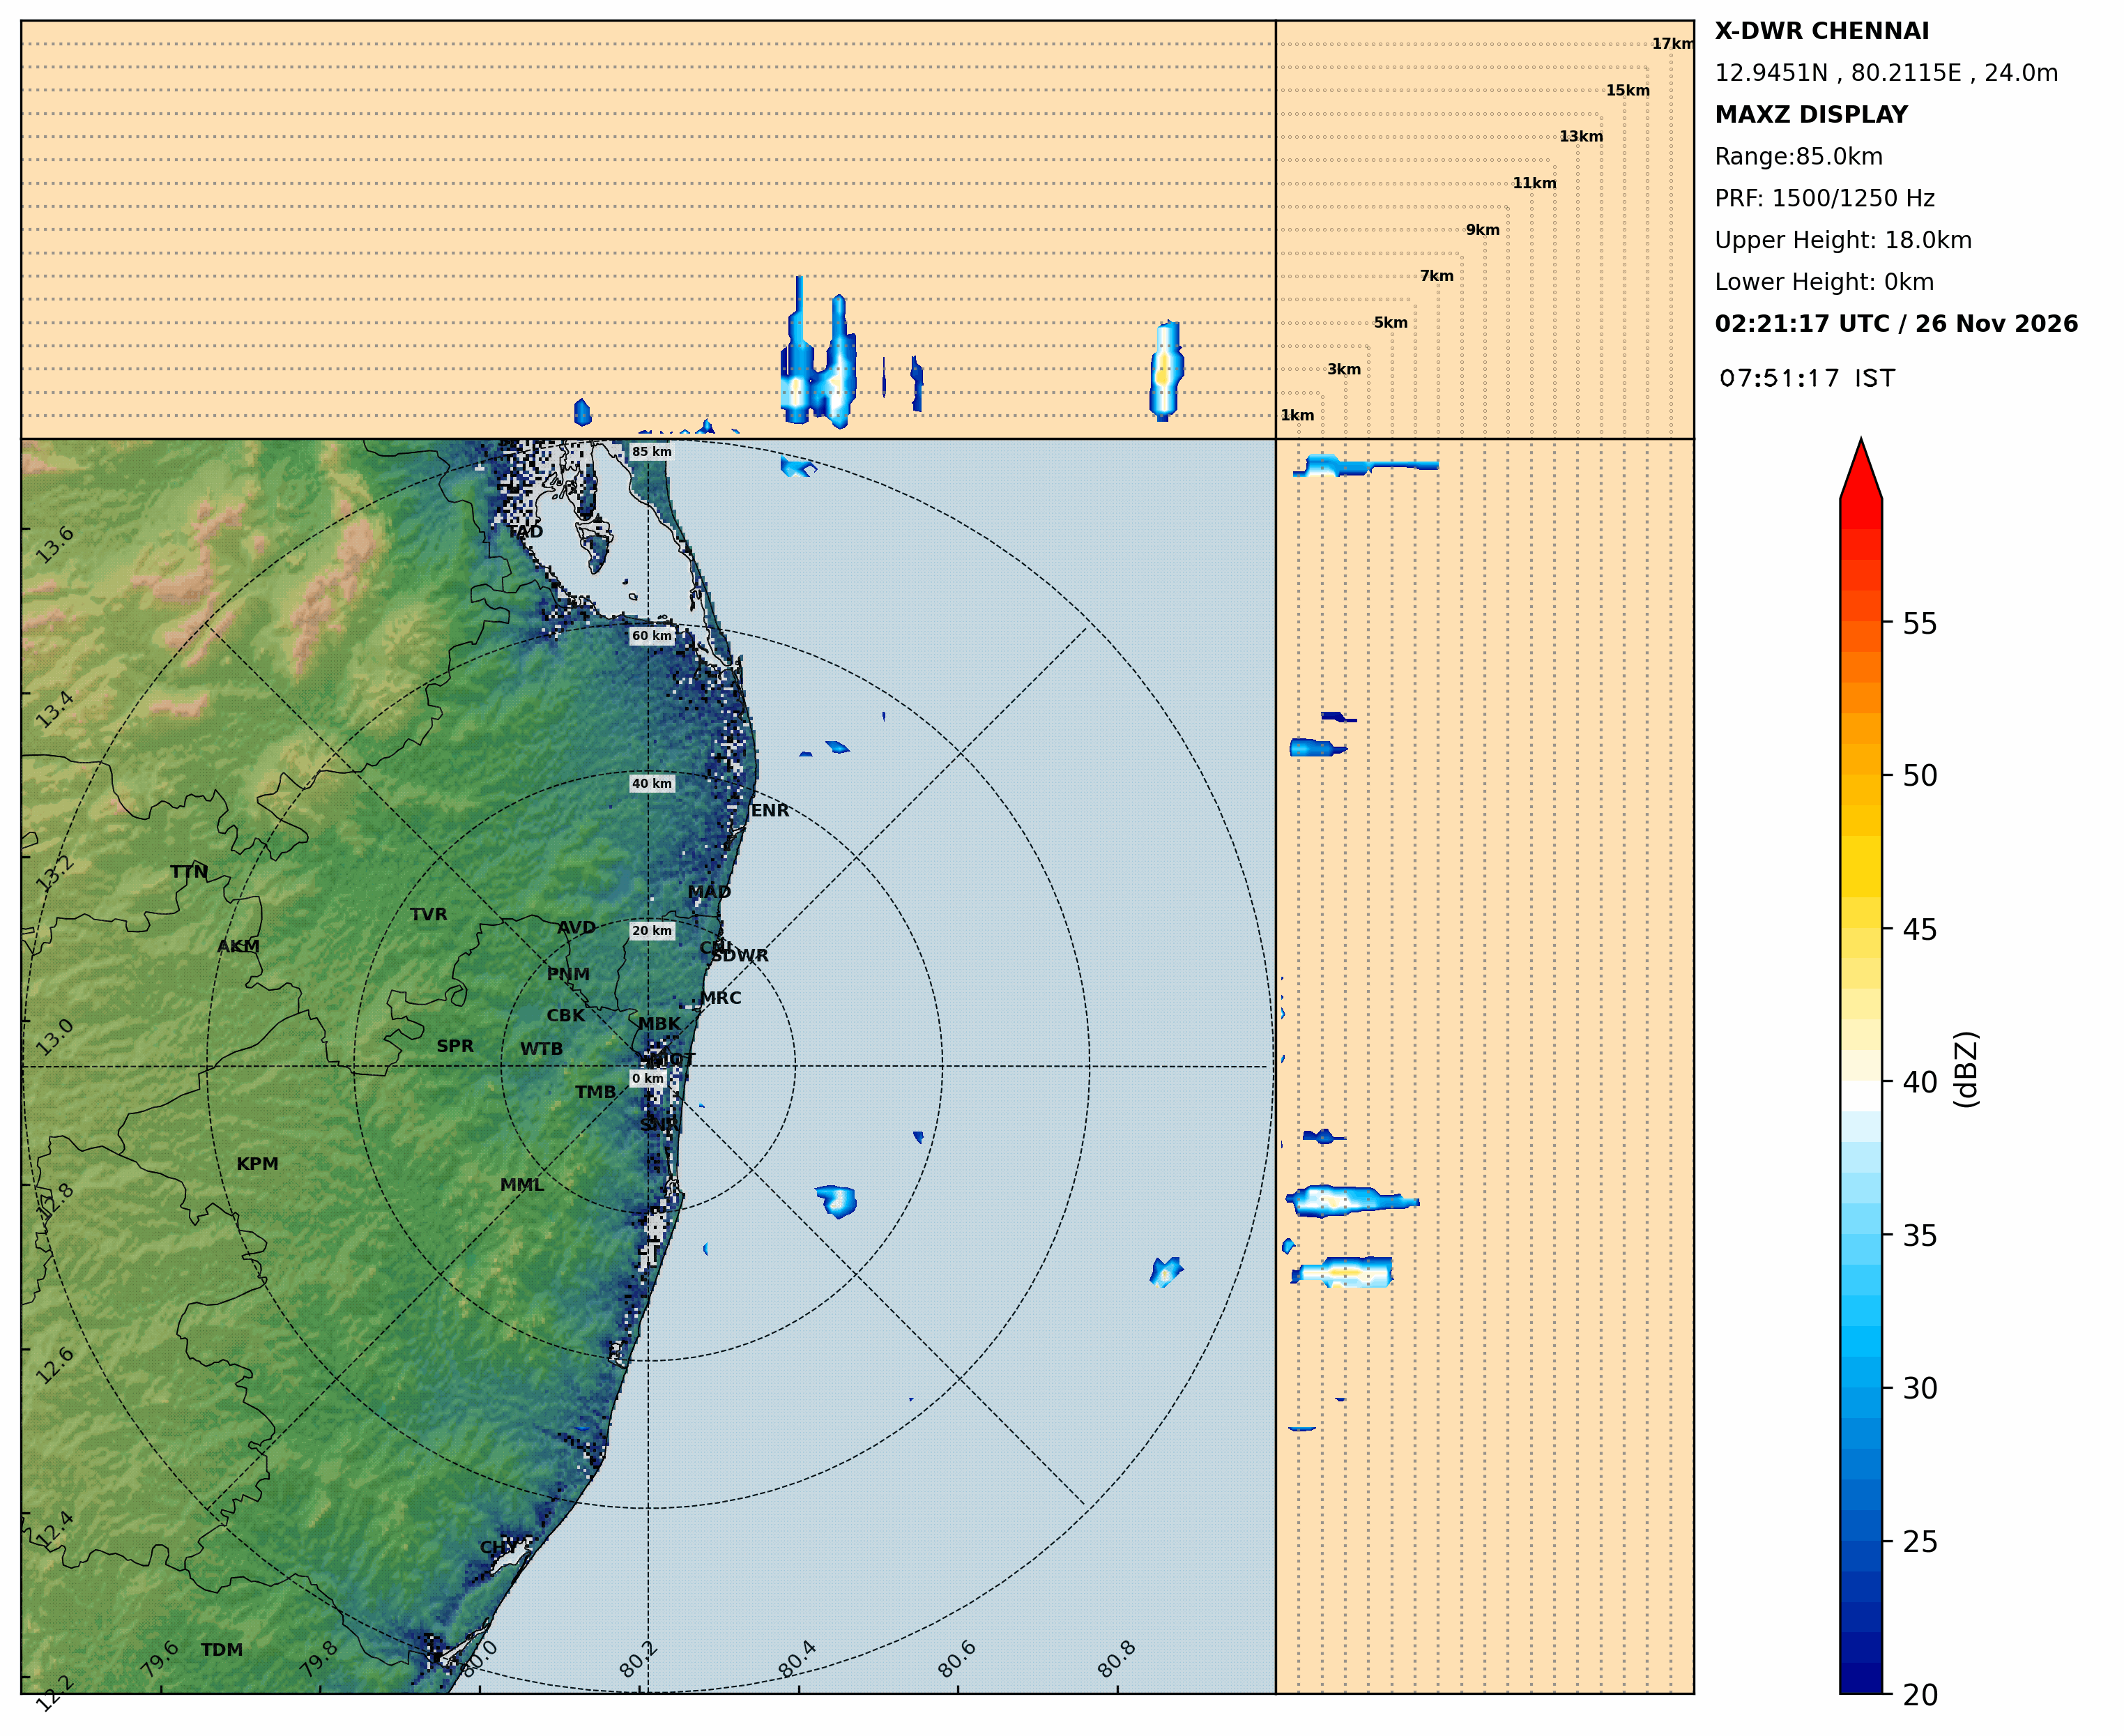 X-DWR CHENNAI
12.9451N , 80.2115E , 24.0m
MAXZ DISPLAY
Range:85.0km
PRF: 1500/1250 Hz
Upper Height: 18.0km
Lower Height: 0km
02:21:17 UTC / 26 Nov 2026
07:51:17 IST
17km
15km
13km
11km
9km
7km
5km
3km
1km
85 km
TAD
13.6
60 km
13.4
40 km
ENR
13.2
TTN
MAD
TVR
AVD
20 km
AKM
SDWR
PNM
MRC
CBK
MBK
13.0
SPR
WTB
0 km
TMB
SNR
KPM
MML
12.8
12.6
12.4
CHY
TDM
12.2
79.6
79.8
80.0
80.2
80.4
80.6
80.8
55
50
45
40
35
30
25
20
(dBZ)